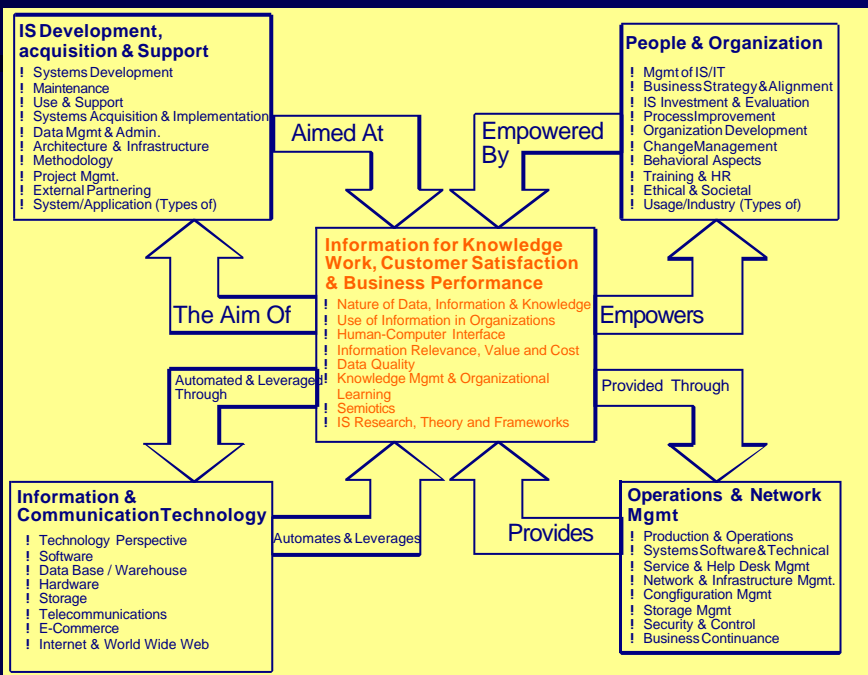 IS Development,
acquisition & Support
! Systems Development
! Maintenance
! Use & Support
! Systems Acquisition & Implementation
! Data Mgmt & Admin.
! Architecture & Infrastructure
! Methodology
! Project Mgmt.
! External Partnering
! System/Application (Types of)
Aimed At
Empowered
By
People & Organization
! Mgmt of IS/IT
! Business Strategy & Alignment
! IS Investment & Evaluation
! Process Improvement
! Organization Development
! Change Management
! Behavioral Aspects
! Training & HR
! Ethical & Societal
! Usage/Industry (Types of)
The Aim Of
Information for Knowledge
Work, Customer Satisfaction
& Business Performance
! Nature of Data, Information & Knowledge
! Use of Information in Organizations
! Human-Computer Interface
! Information Relevance, Value and Cost
! Data Quality
! Knowledge Mgmt & Organizational
Learning
! Semiotics
! IS Research, Theory and Frameworks
Empowers
Automated & Leveraged
Through
Provided Through
Information &
Communication Technology
! Technology Perspective
! Software
! Data Base / Warehouse
! Hardware
! Storage
! Telecommunications
! E-Commerce
! Internet & World Wide Web
Automates & Leverages
Provides
Operations & Network
Mgmt
! Production & Operations
! Systems Software & Technical
! Service & Help Desk Mgmt
! Network & Infrastructure Mgmt.
! Congfiguration Mgmt
! Storage Mgmt
! Security & Control
! Business Continuance